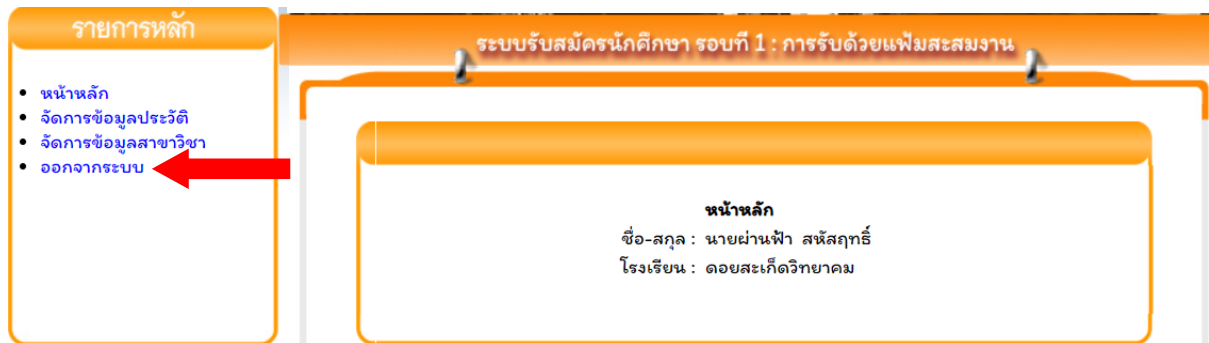 รายการหลัก
ระบบรับสมัครนักศึกษา รอบที่ 1 : การรับด้วยแฟ้มสะสมงาน
หน้าหลัก
จัดการข้อมูลประวัติ
จัดการข้อมูลสาขาวิชา
ออกจากระบบ
หน้าหลัก
ชื่อ-สกุล : นายผ่านฟ้า สหัสฤทธิ์
โรงเรียน : ดอยสะเก็ดวิทยาคม